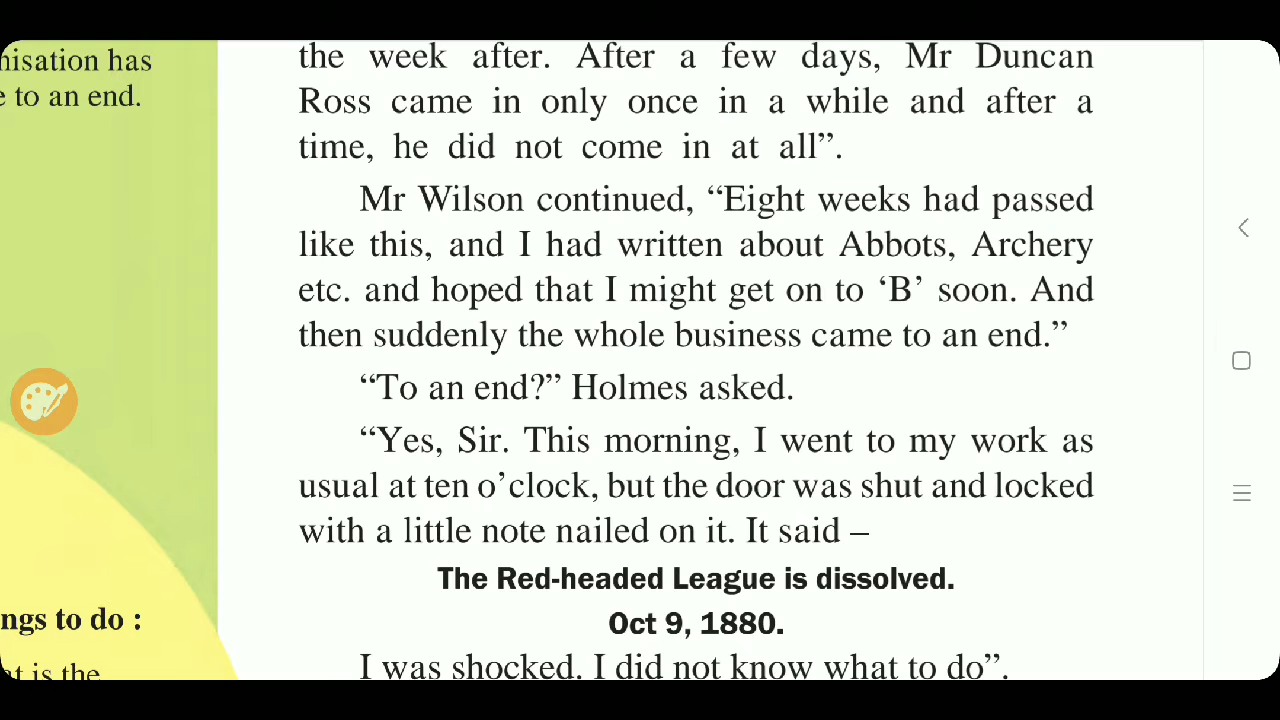 nisation has
e to an end.
the week after. After a few days, Mr Duncan
Ross came in only once in a while and after a
time, he did not come in at all”.
Mr Wilson continued, “Eight weeks had passed
like this, and I had written about Abbots, Archery
etc. and hoped that I might get on to ‘B’ soon. And
then suddenly the whole business came to an end.”
“To an end?” Holmes asked.
“Yes, Sir. This morning, I went to my work as
usual at ten o’clock, but the door was shut and locked
with a little note nailed on it. It said –
The Red-headed League is dissolved.
Oct 9, 1880.
I was shocked. I did not know what to do”.
ngs to do :
at is the